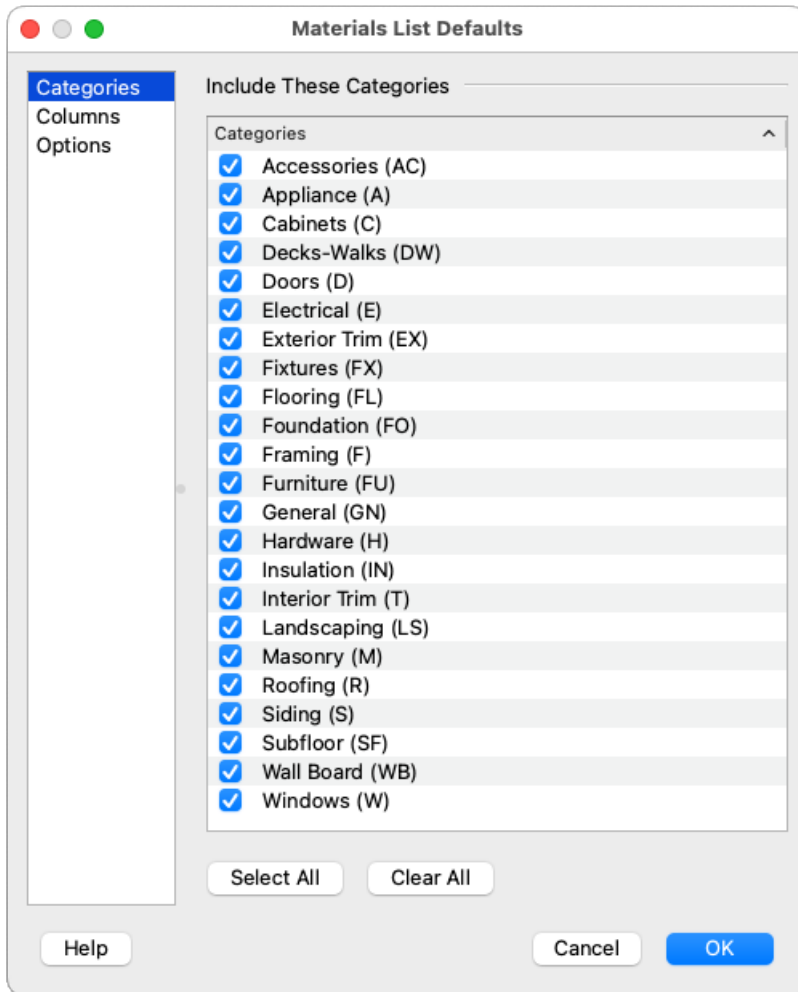 Materials List Defaults
Categories
Columns
Options
Include These Categories
Categories
Accessories (AC)
Appliance (A)
Cabinets (C)
Decks-Walks (DW)
Doors (D)
Electrical (E)
Exterior Trim (EX)
Fixtures (FX)
Flooring (FL)
Foundation (FO)
Framing (F)
Furniture (FU)
General (GN)
Hardware (H)
Insulation (IN)
Interior Trim (T)
Landscaping (LS)
Masonry (M)
Roofing (R)
Siding (S)
Subfloor (SF)
Wall Board (WB)
Windows (W)
Select All Clear All
Help Cancel OK